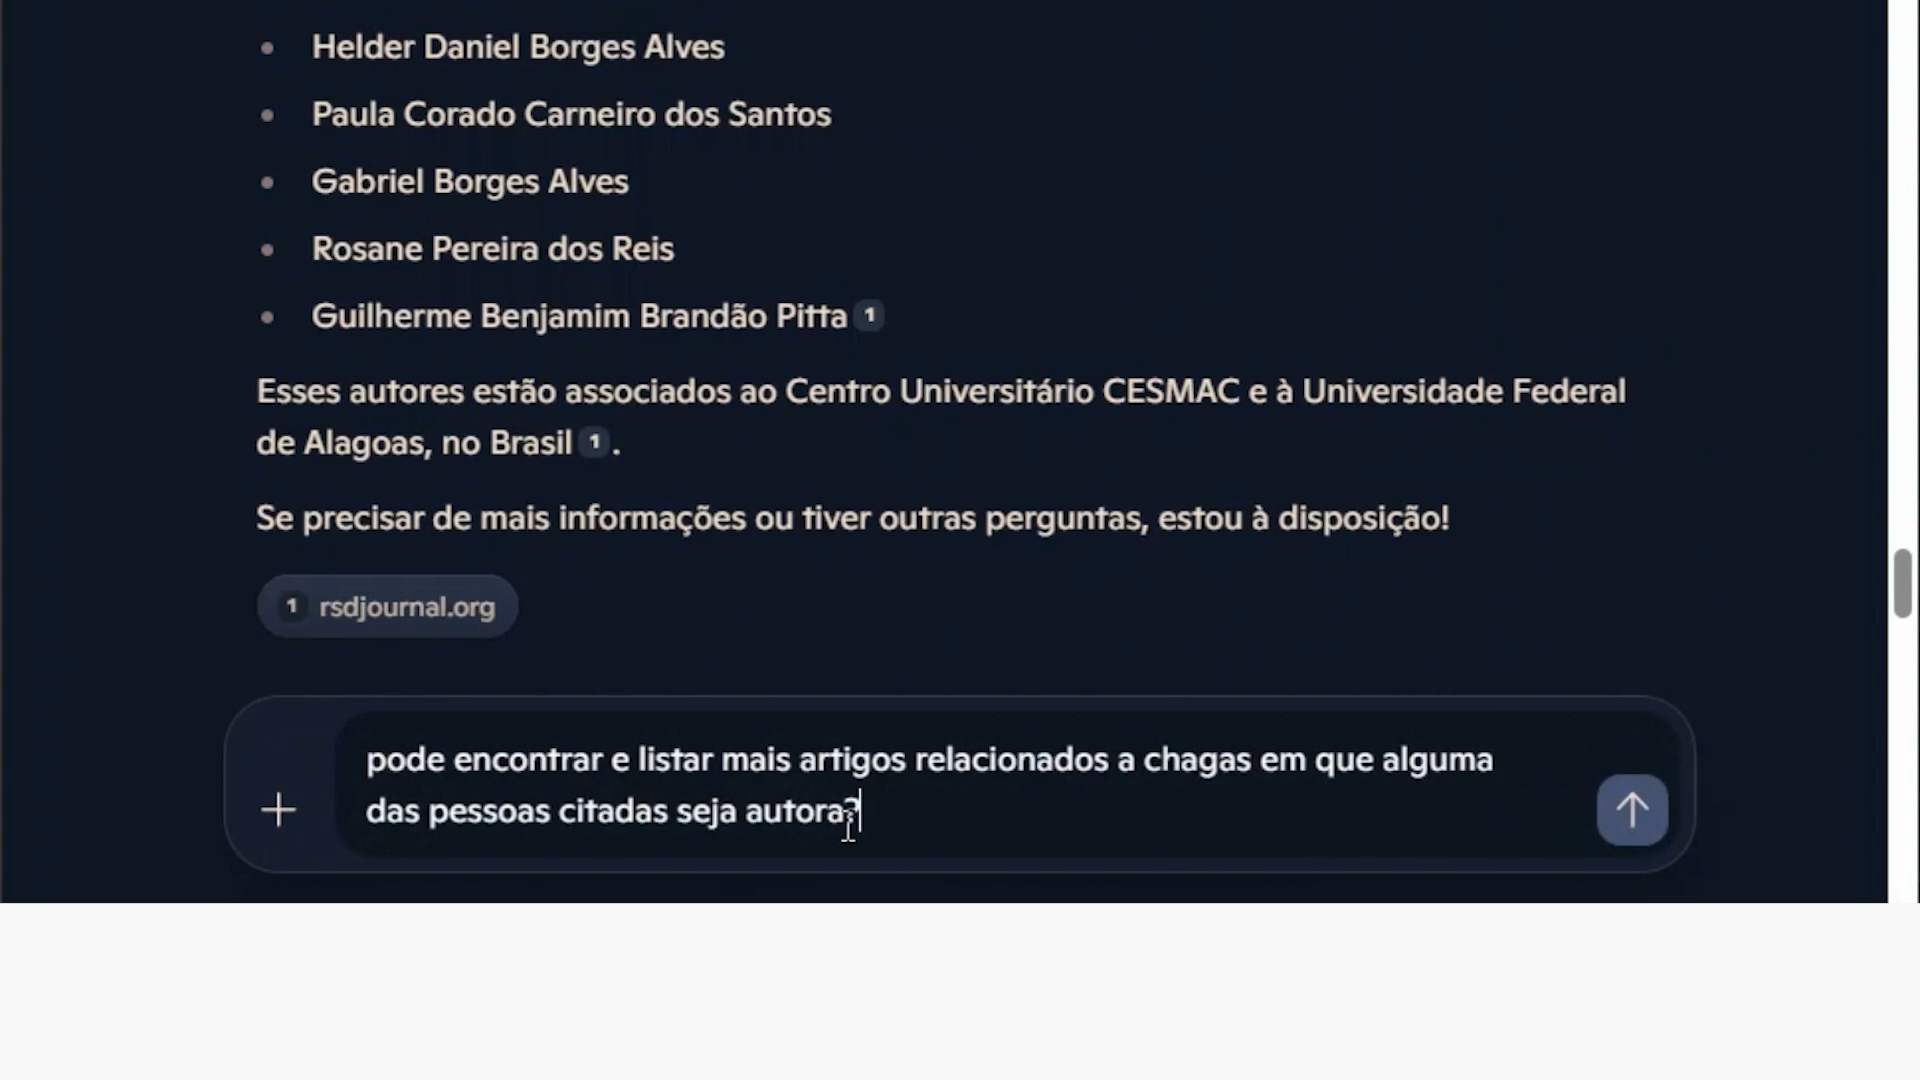 Helder Daniel Borges Alves
Paula Corado Carneiro dos Santos
Gabriel Borges Alves
Rosane Pereira dos Reis
Guilherme Benjamim Brandão Pitta 1
Esses autores estão associados ao Centro Universitário CESMAC e à Universidade Federal
de Alagoas, no Brasil 1 .
Se precisar de mais informações ou tiver outras perguntas, estou à disposição!
1 rsdjournal.org
pode encontrar e listar mais artigos relacionados a chagas em que alguma
das pessoas citadas seja autora?